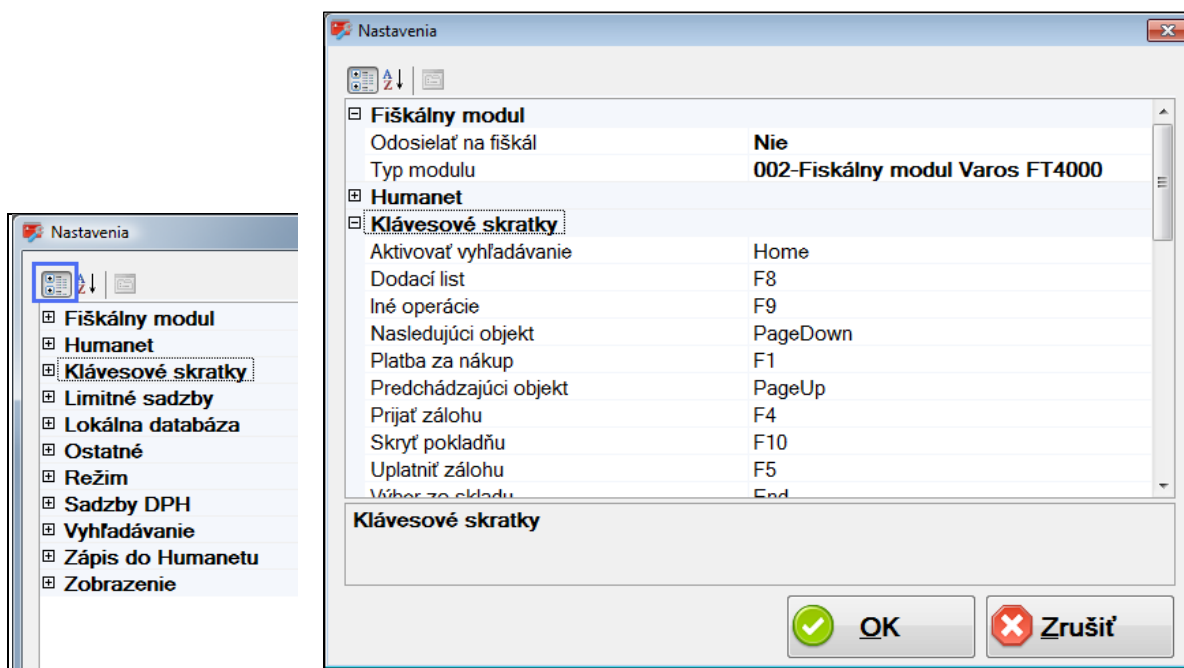 Nastavenia
Fiškálny modul
Humanet
Klávesové skratky
Limitné sadzby
Lokálna databáza
Ostatné
Režim
Sadzby DPH
Vyhľadávanie
Zápis do Humanetu
Zobrazenie
Nastavenia
Fiškálny modul
Odosielať na fiškál Nie
Typ modulu 002-Fiskálny modul Varos FT4000
Humanet
Klávesové skratky
Aktivovať vyhľadávanie Home
Dodací list F8
Iné operácie F9
Nasledujúci objekt PageDown
Platba za nákup F1
Predchádzajúci objekt PageUp
Prijať zálohu F4
Skryť pokladňu F10
Uplatniť zálohu F5
Výber zo skladu End
Klávesové skratky
OK Zrušiť